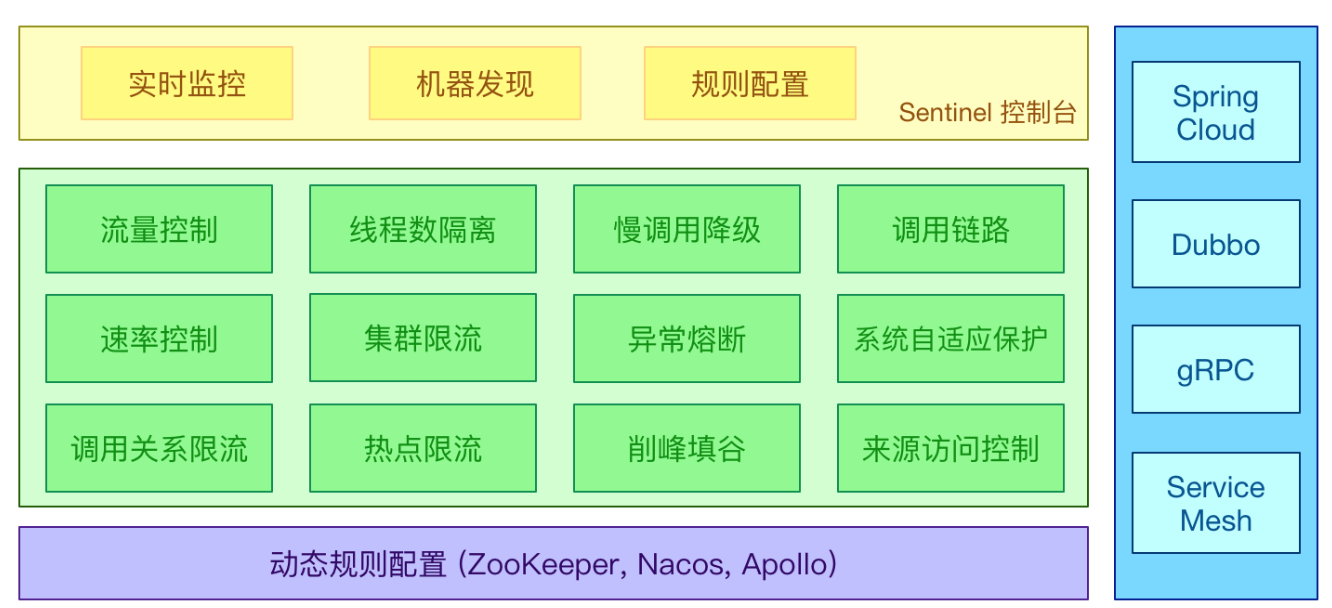 实时监控
机器发现
规则配置
Sentinel 控制台
流量控制
线程数隔离
慢调用降级
调用链路
速率控制
集群限流
异常熔断
系统自适应保护
调用关系限流
热点限流
削峰填谷
来源访问控制
动态规则配置 (ZooKeeper, Nacos, Apollo)
Spring
Cloud
Dubbo
gRPC
Service
Mesh